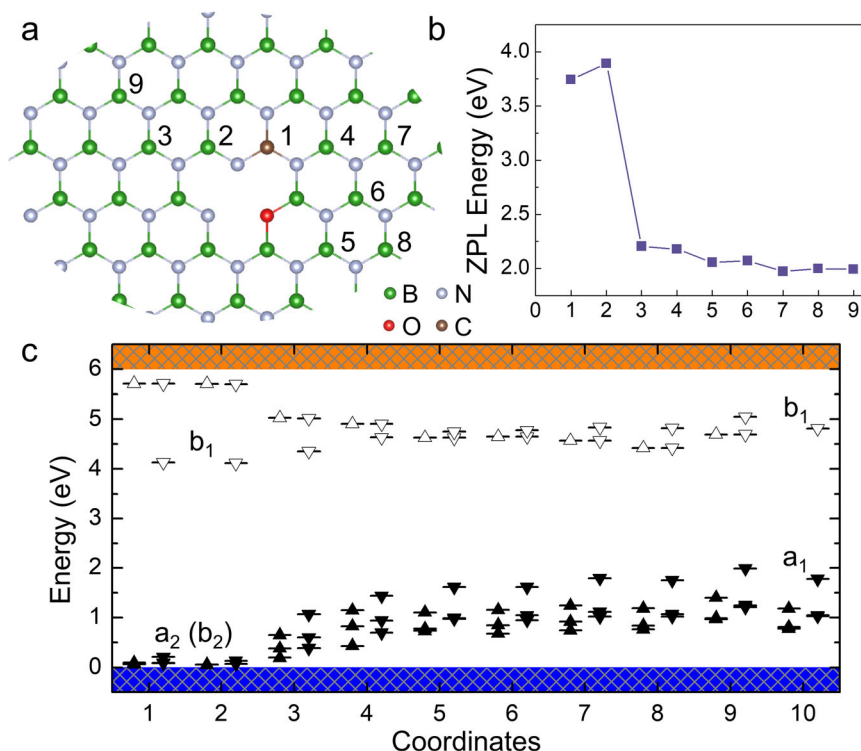 a
9
3 2 1 4 7
6
5 8
B N
O C
b
ZPL Energy (eV)
4.0
3.5
3.0
2.5
2.0
0 1 2 3 4 5 6 7 8 9
c
Energy (eV)
6
5
4
3
2
1
0
b₁
b₁
a₁
a₂ (b₂)
1 2 3 4 5 6 7 8 9 10
Coordinates